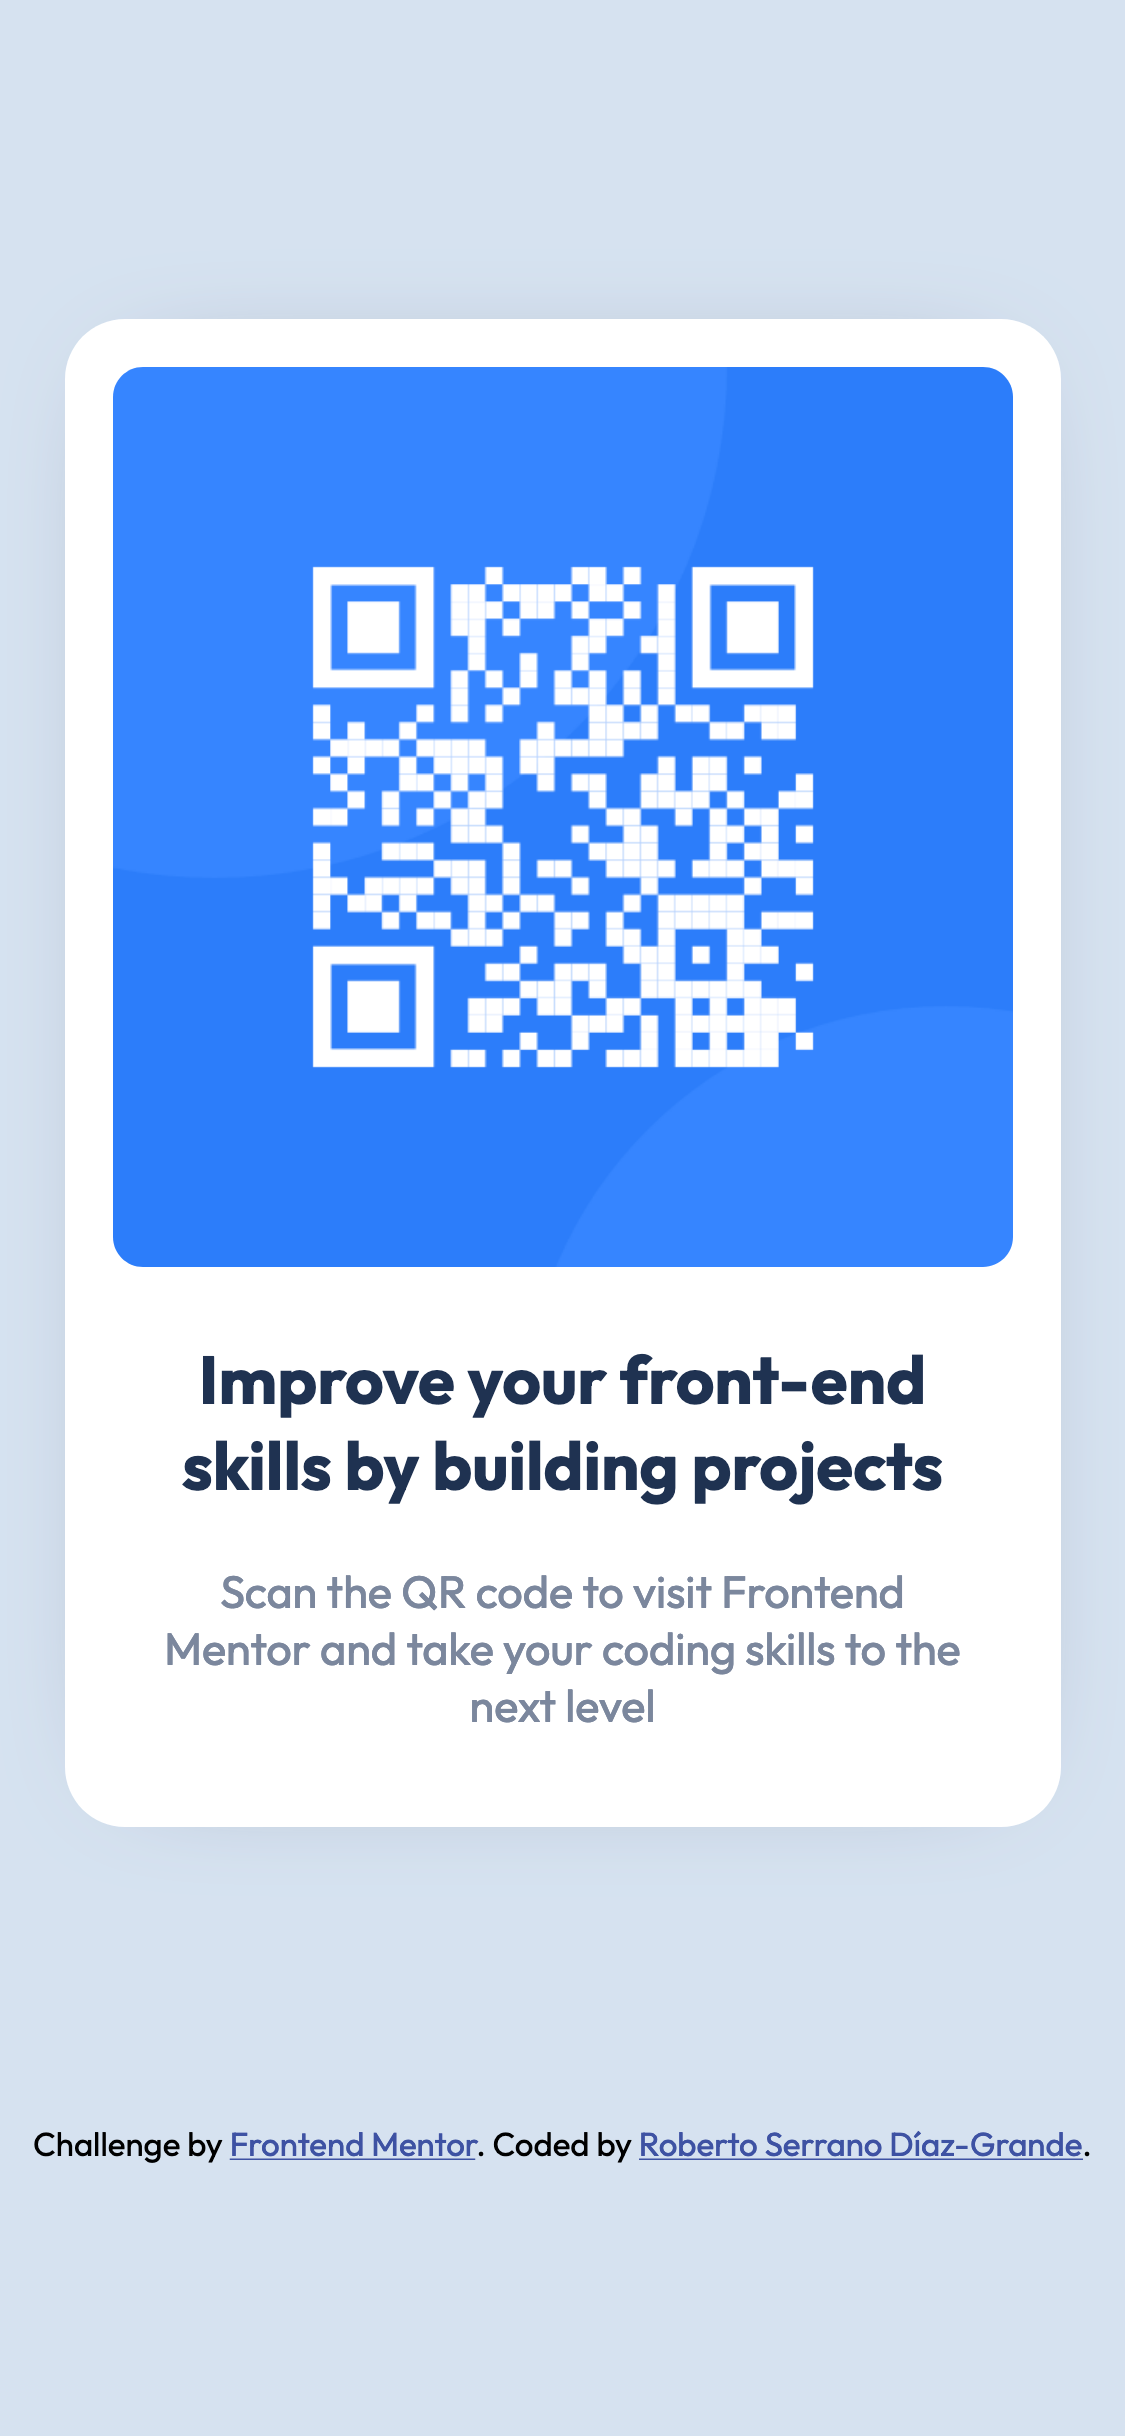 Improve your front-end
skills by building projects
Scan the QR code to visit Frontend
Mentor and take your coding skills to the
next level
Challenge by Frontend Mentor. Coded by Roberto Serrano Díaz-Grande.